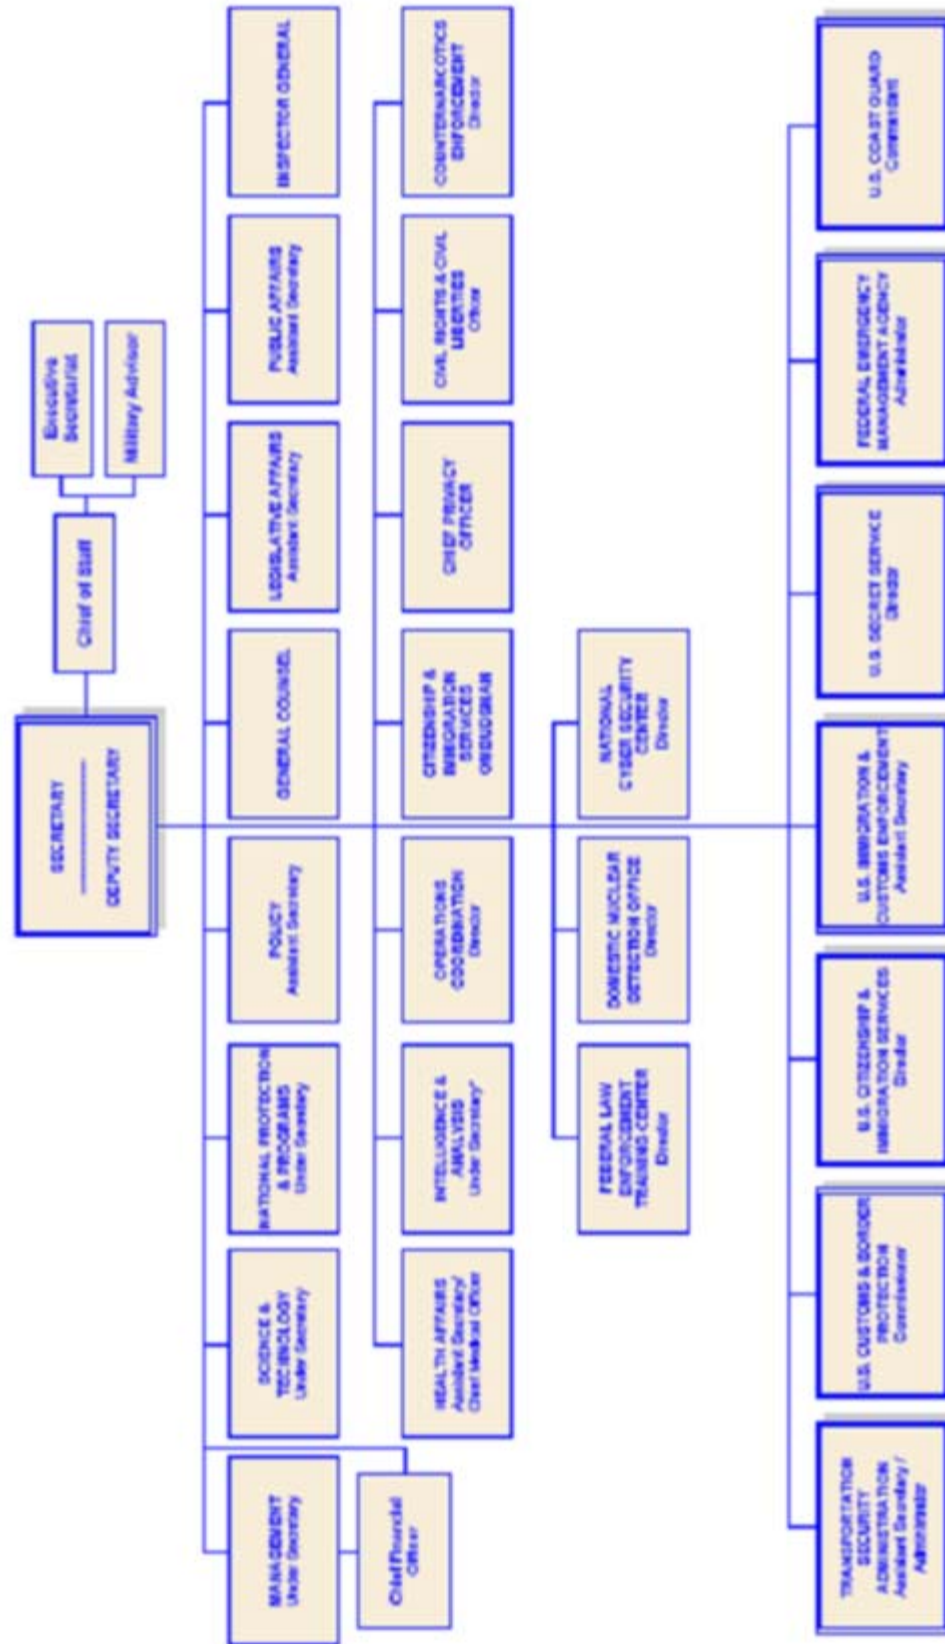 SECRETARY
DEPUTY SECRETARY
Chief of Staff
Executive
Secretariat
Military Advisor
MANAGEMENT
Under Secretary
Chief Financial
Officer
SCIENCE &
TECHNOLOGY
Under Secretary
NATIONAL PROTECTION
& PROGRAMS
Under Secretary
POLICY
Assistant Secretary
GENERAL COUNSEL
LEGISLATIVE AFFAIRS
Assistant Secretary
PUBLIC AFFAIRS
Assistant Secretary
INSPECTOR GENERAL
HEALTH AFFAIRS
Assistant Secretary/
Chief Medical Officer
INTELLIGENCE &
ANALYSIS
Under Secretary*
OPERATIONS
COORDINATION
Director
CITIZENSHIP &
IMMIGRATION
SERVICES
OMBUDSMAN
CHIEF PRIVACY
OFFICER
CIVIL RIGHTS & CIVIL
LIBERTIES
Officer
COUNTERNARCOTICS
ENFORCEMENT
Director
FEDERAL LAW
ENFORCEMENT
TRAINING CENTER
Director
DOMESTIC NUCLEAR
DETECTION OFFICE
Director
NATIONAL
CYBER SECURITY
CENTER
Director
TRANSPORTATION
SECURITY
ADMINISTRATION
Assistant Secretary /
Administrator
U.S. CUSTOMS & BORDER
PROTECTION
Commissioner
U.S. CITIZENSHIP &
IMMIGRATION SERVICES
Director
U.S. IMMIGRATION &
CUSTOMS ENFORCEMENT
Assistant Secretary
U.S. SECRET SERVICE
Director
FEDERAL EMERGENCY
MANAGEMENT AGENCY
Administrator
U.S. COAST GUARD
Commandant